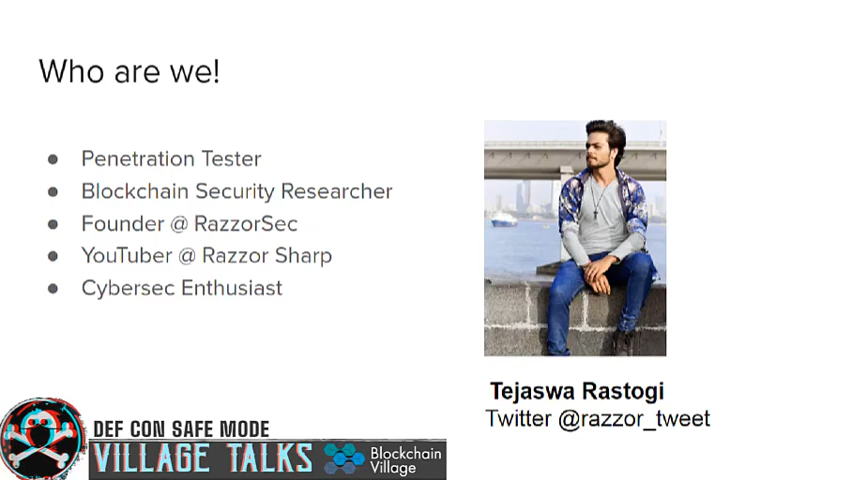 Who are we!
● Penetration Tester
● Blockchain Security Researcher
● Founder @ RazzorSec
● YouTuber @ Razzor Sharp
● Cybersec Enthusiast
Tejaswa Rastogi
Twitter @razzor_tweet
DEF CON SAFE MODE
VILLAGE TALKS
Blockchain
Village